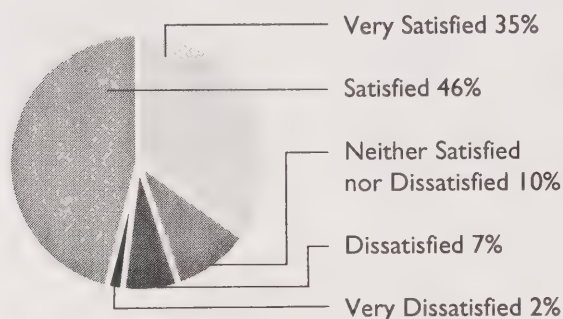 Very Satisfied 35%
Satisfied 46%
Neither Satisfied
nor Dissatisfied 10%
Dissatisfied 7%
Very Dissatisfied 2%